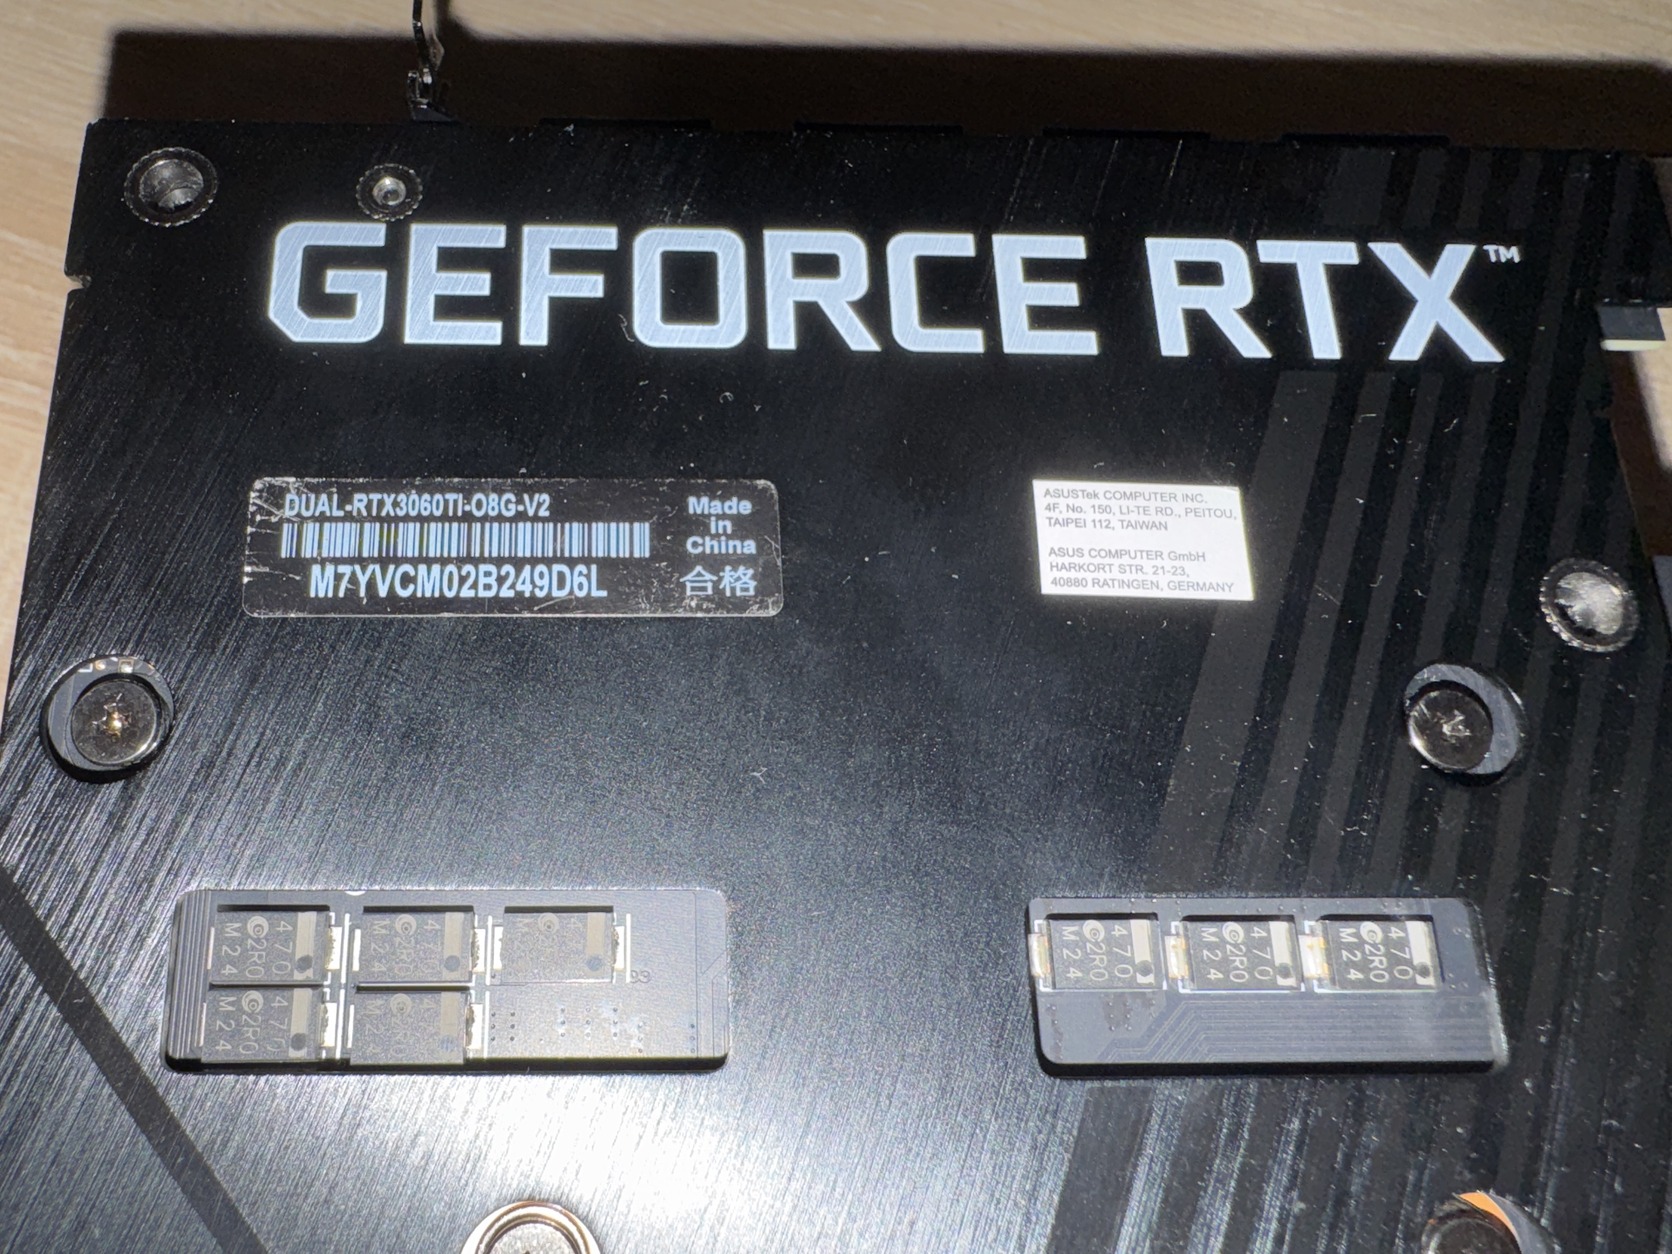 GEFORCE RTX™
DUAL-RTX3060TI-O8G-V2
M7YVCM02B249D6L
Made
in
China
合格
ASUSTek COMPUTER INC.
4F, No. 150, LI-TE RD., PEITOU,
TAIPEI 112, TAIWAN
ASUS COMPUTER GmbH
HARKORT STR. 21-23,
40880 RATINGEN, GERMANY
470
2R0
M24
470
2R0
M24
470
2R0
M24
2R0
M24
470
2R0
M24
470
2R0
M24
470
2R0
M24